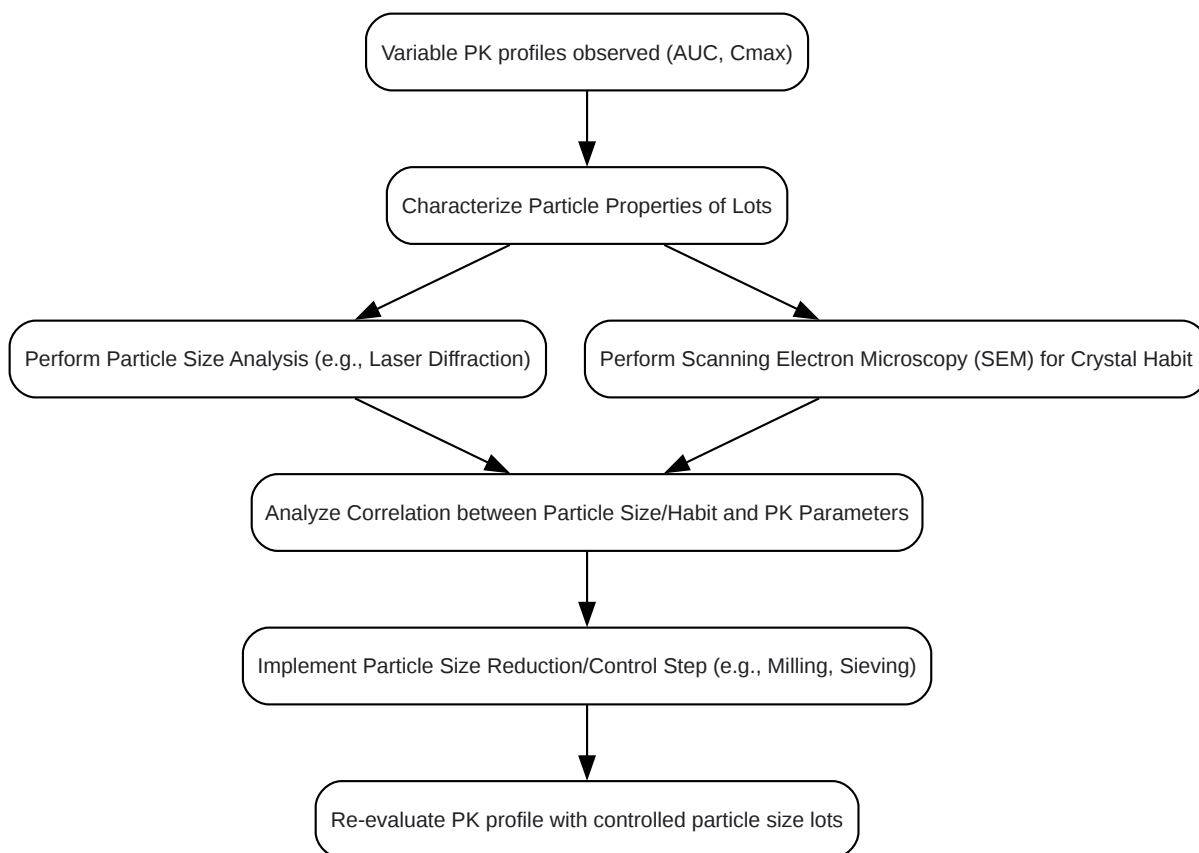 Variable PK profiles observed (AUC, Cmax)
Characterize Particle Properties of Lots
Perform Particle Size Analysis (e.g., Laser Diffraction)
Perform Scanning Electron Microscopy (SEM) for Crystal Habit
Analyze Correlation between Particle Size/Habit and PK Parameters
Implement Particle Size Reduction/Control Step (e.g., Milling, Sieving)
Re-evaluate PK profile with controlled particle size lots